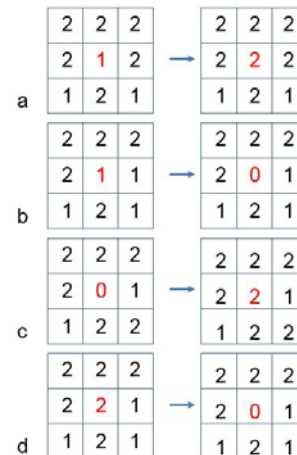 2 2 2 2 2 2
2 1 2 2 2 2
a 1 2 1 1 2 1
2 2 2 2 2 2
2 1 1 2 0 1
b 1 2 1 1 2 1
2 2 2 2 2 2
2 0 1 2 2 1
c 1 2 2 1 2 2
2 2 2 2 2 2
2 2 1 2 0 1
d 1 2 1 1 2 1